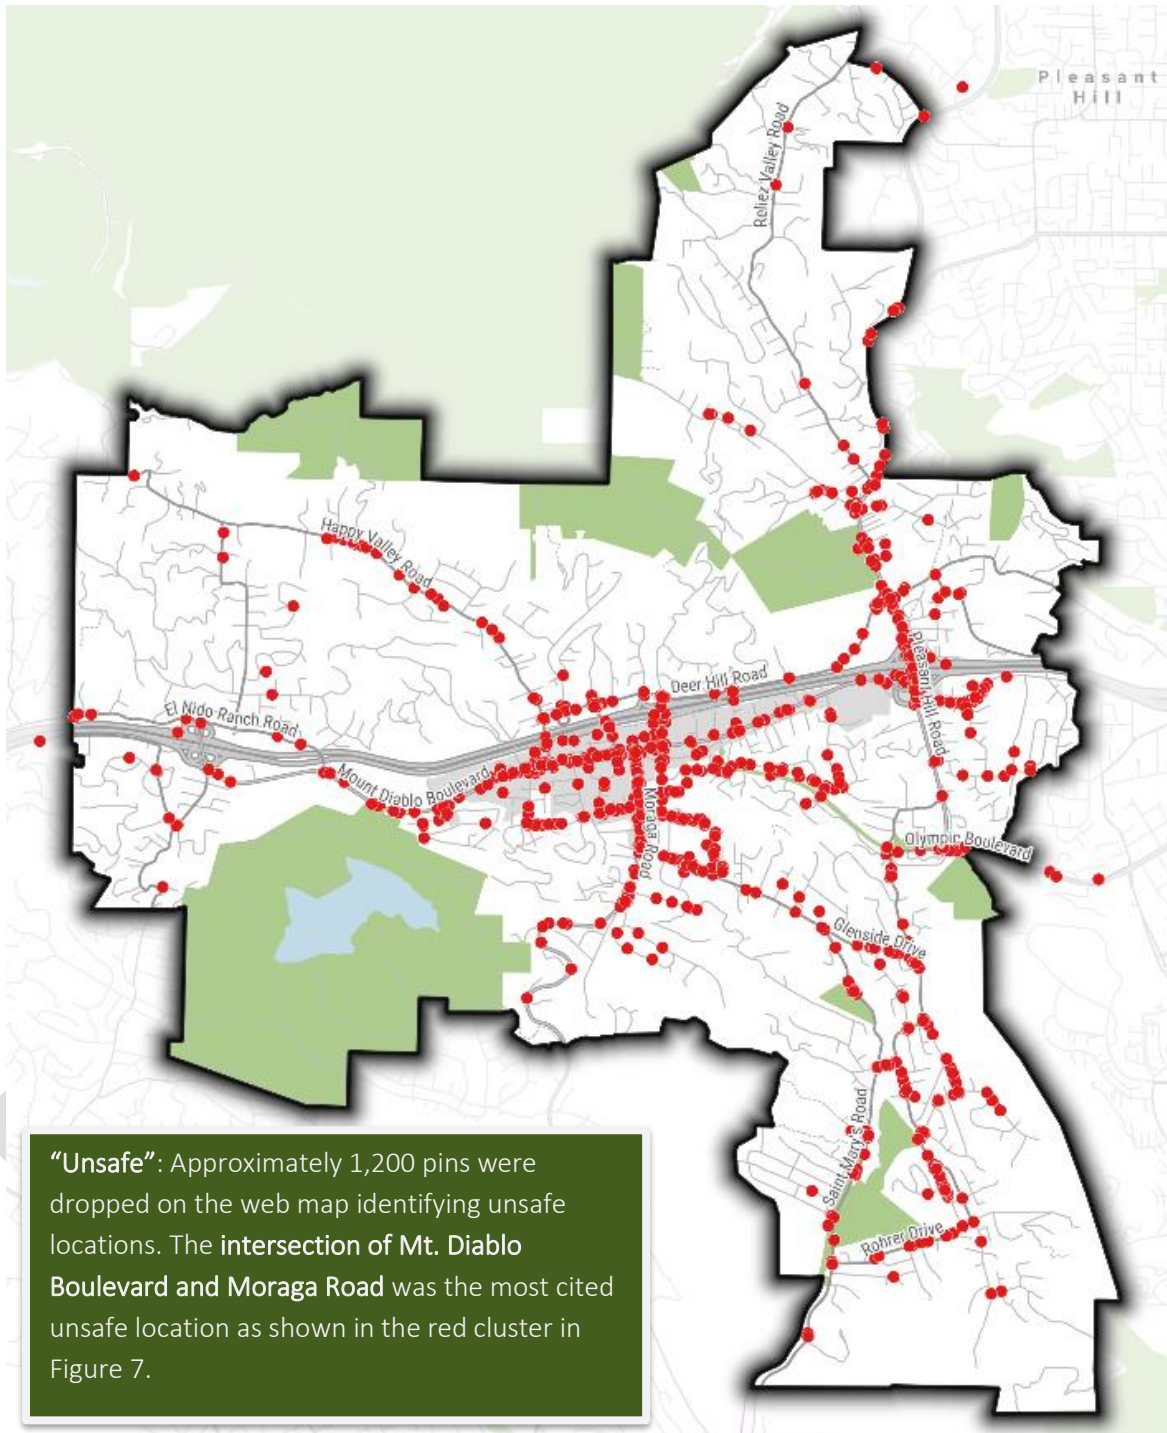 Pleasant
Hill
Reliez Valley Road
Happy Valley Road
Deer Hill Road
Pleasant Hill Road
El Nido Ranch Road
Mount Diablo Boulevard
Moraga Road
Olympic Boulevard
Glenside Drive
Saint Mary's Road
Rohrer Drive
“Unsafe”: Approximately 1,200 pins were
dropped on the web map identifying unsafe
locations. The intersection of Mt. Diablo
Boulevard and Moraga Road was the most cited
unsafe location as shown in the red cluster in
Figure 7.